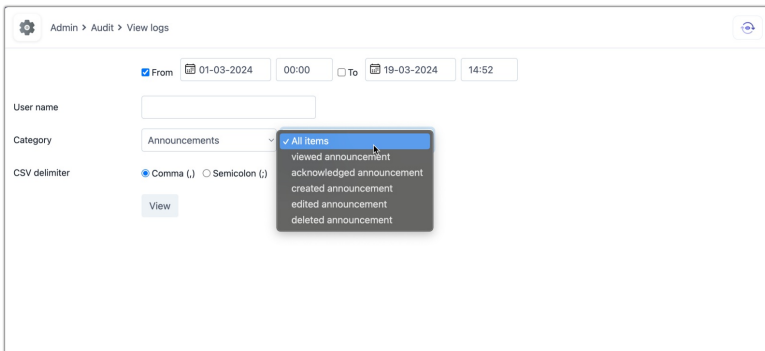 Admin > Audit > View logs
From 01-03-2024 00:00 To 19-03-2024 14:52
User name
Category Announcements ✓ All items
viewed announcement
acknowledged announcement
created announcement
edited announcement
deleted announcement
CSV delimiter Comma (,) Semicolon (;)
View